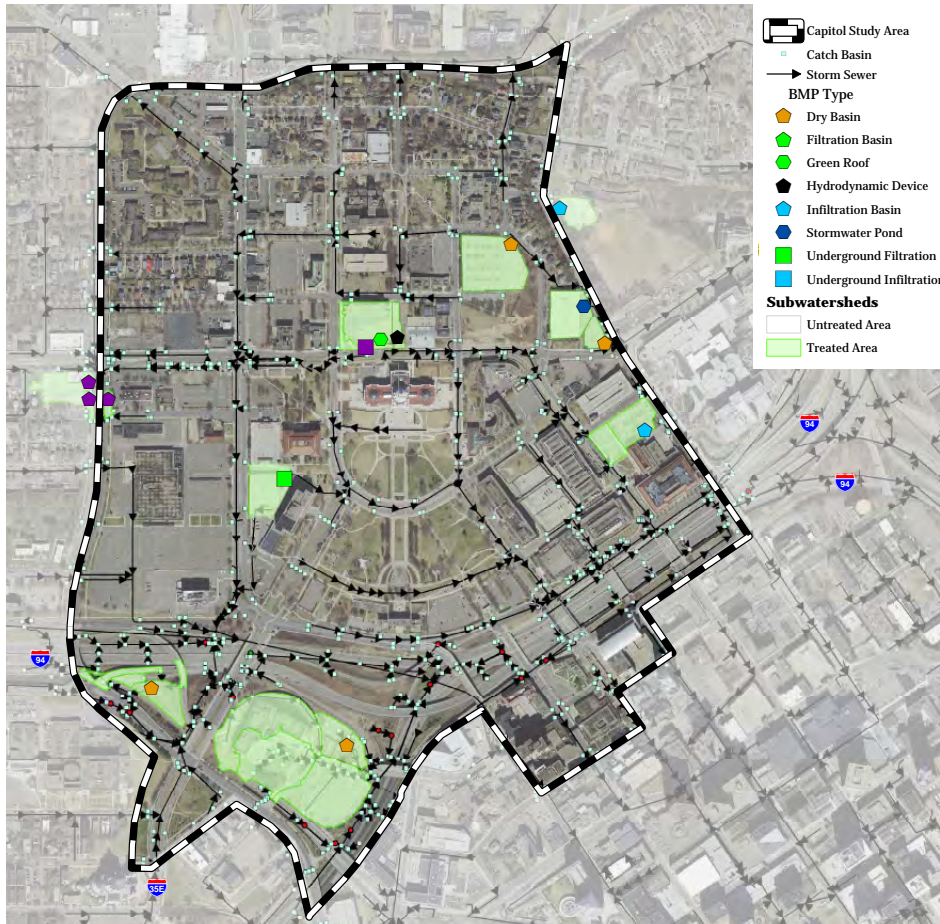 Capitol Study Area
Catch Basin
Storm Sewer
BMP Type
Dry Basin
Filtration Basin
Green Roof
Hydrodynamic Device
Infiltration Basin
Stormwater Pond
Underground Filtration
Underground Infiltration
Subwatersheds
Untreated Area
Treated Area
94
94
94
35E